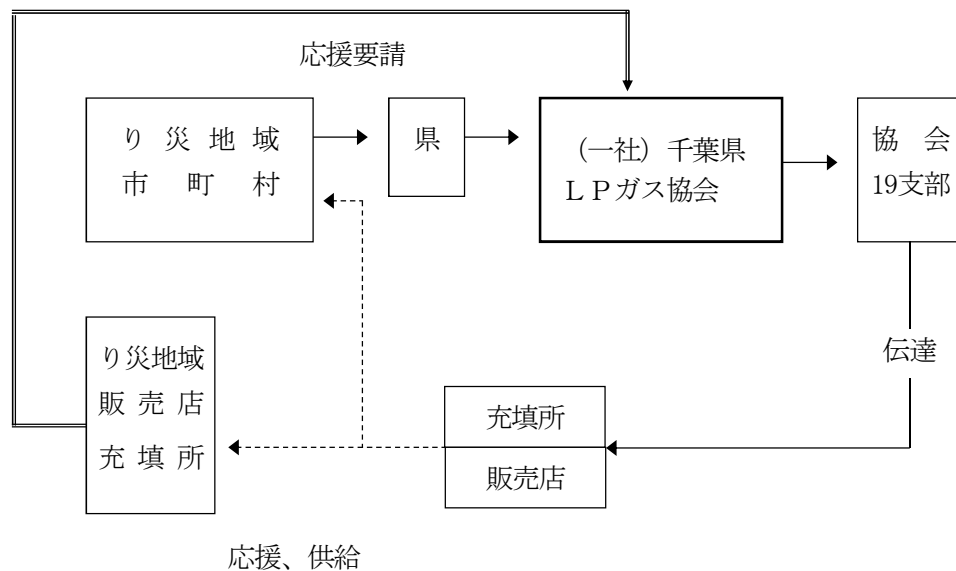 応援要請
り災地域
市町村
県
（一社）千葉県
ＬＰガス協会
協会
19支部
伝達
り災地域
販売店
充填所
充填所
販売店
応援、供給